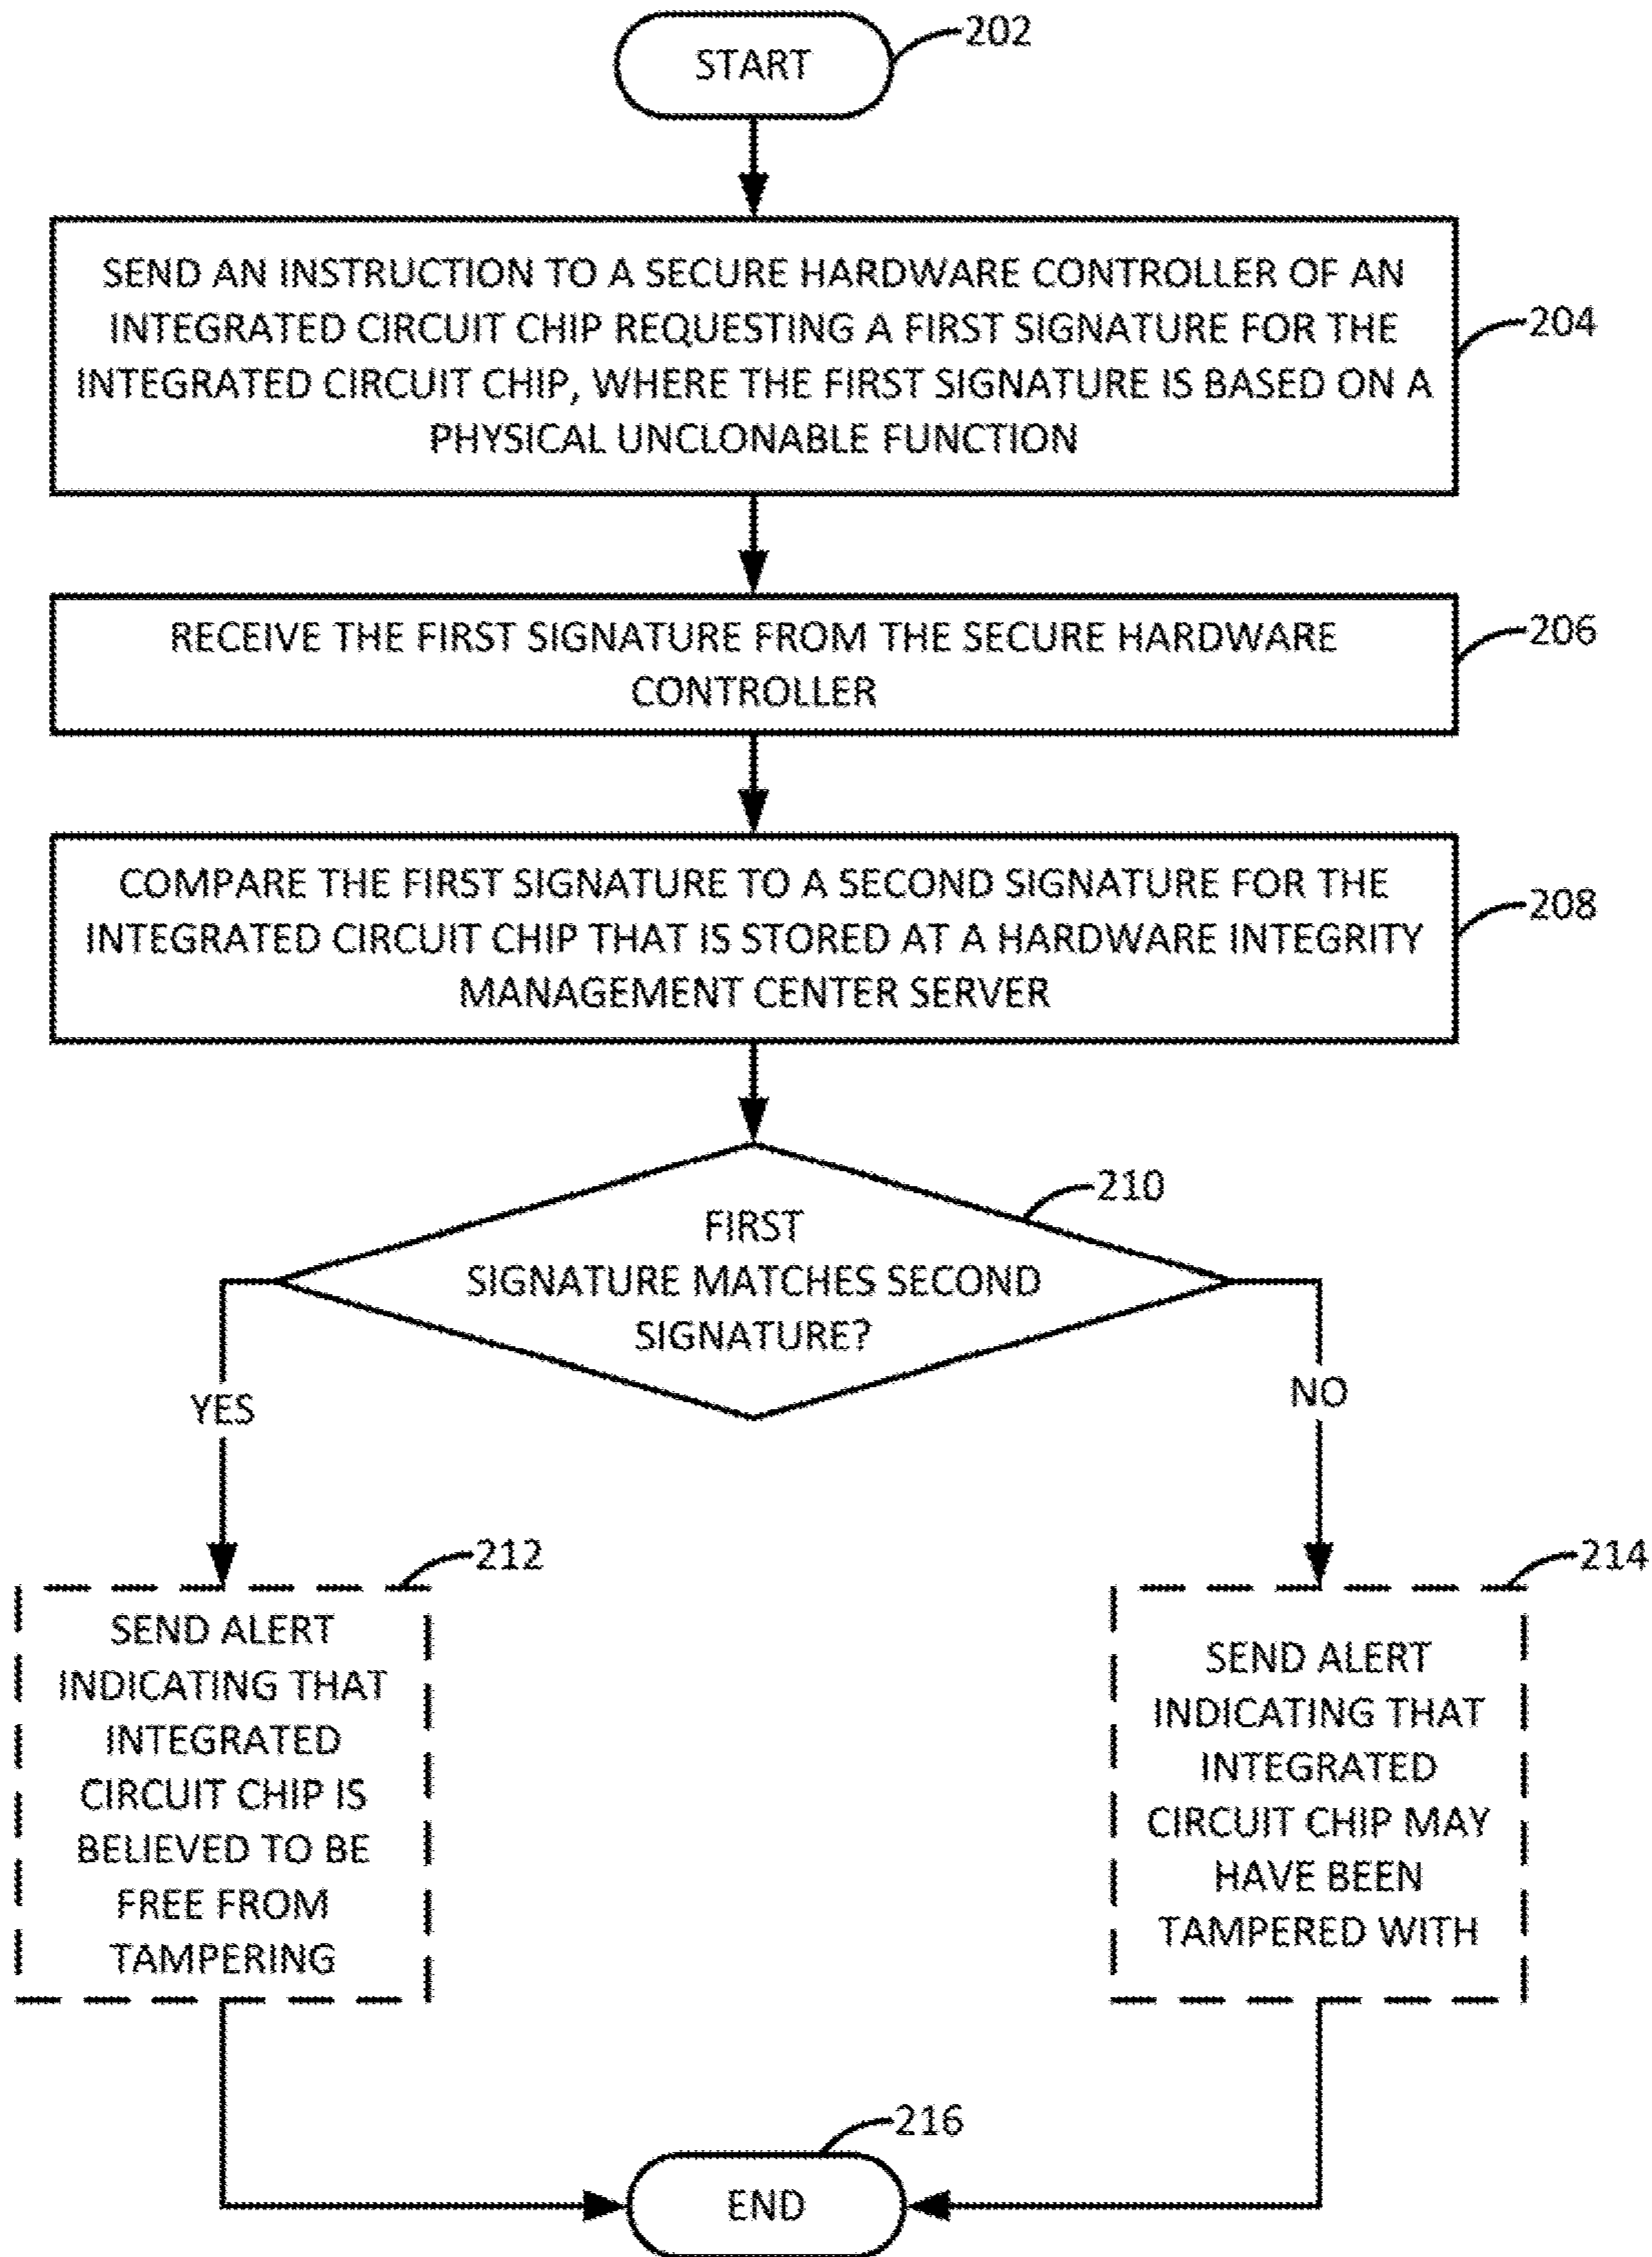 START
202
SEND AN INSTRUCTION TO A SECURE HARDWARE CONTROLLER OF AN
INTEGRATED CIRCUIT CHIP REQUESTING A FIRST SIGNATURE FOR THE
INTEGRATED CIRCUIT CHIP, WHERE THE FIRST SIGNATURE IS BASED ON A
PHYSICAL UNCLONABLE FUNCTION
204
RECEIVE THE FIRST SIGNATURE FROM THE SECURE HARDWARE
CONTROLLER
206
COMPARE THE FIRST SIGNATURE TO A SECOND SIGNATURE FOR THE
INTEGRATED CIRCUIT CHIP THAT IS STORED AT A HARDWARE INTEGRITY
MANAGEMENT CENTER SERVER
208
210
FIRST
SIGNATURE MATCHES SECOND
SIGNATURE?
YES
NO
212
SEND ALERT
INDICATING THAT
INTEGRATED
CIRCUIT CHIP IS
BELIEVED TO BE
FREE FROM
TAMPERING
214
SEND ALERT
INDICATING THAT
INTEGRATED
CIRCUIT CHIP MAY
HAVE BEEN
TAMPERED WITH
216
END